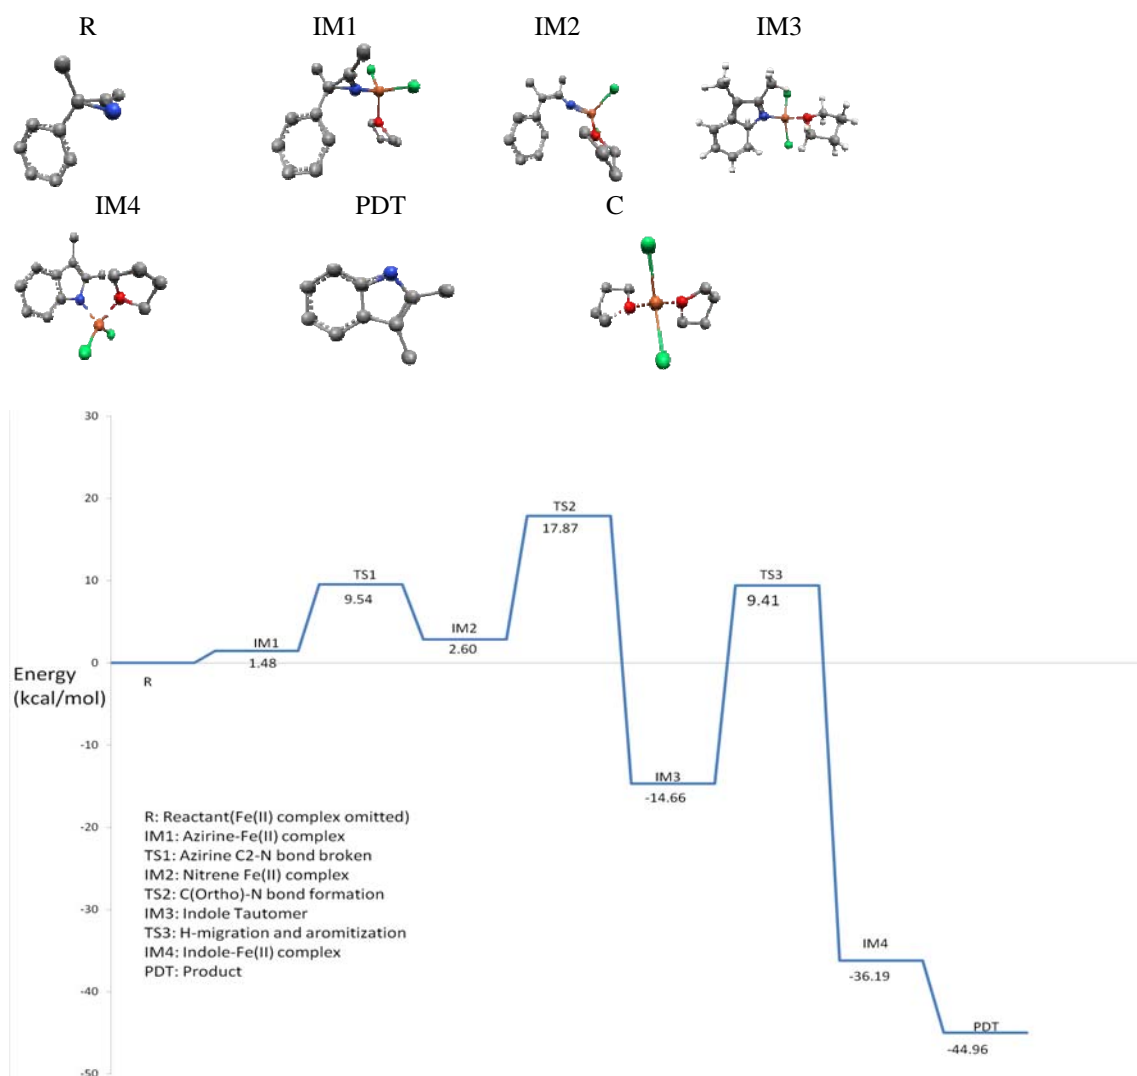 R IM1 IM2 IM3
IM4 PDT C
30
20
10
0
-10
-20
-30
-40
-50
Energy
(kcal/mol)
R
IM1
1.48
TS1
9.54
IM2
2.60
TS2
17.87
IM3
-14.66
TS3
9.41
IM4
-36.19
PDT
-44.96
R: Reactant(Fe(II) complex omitted)
IM1: Azirine-Fe(II) complex
TS1: Azirine C2-N bond broken
IM2: Nitrene Fe(II) complex
TS2: C(Ortho)-N bond formation
IM3: Indole Tautomer
TS3: H-migration and aromitization
IM4: Indole-Fe(II) complex
PDT: Product